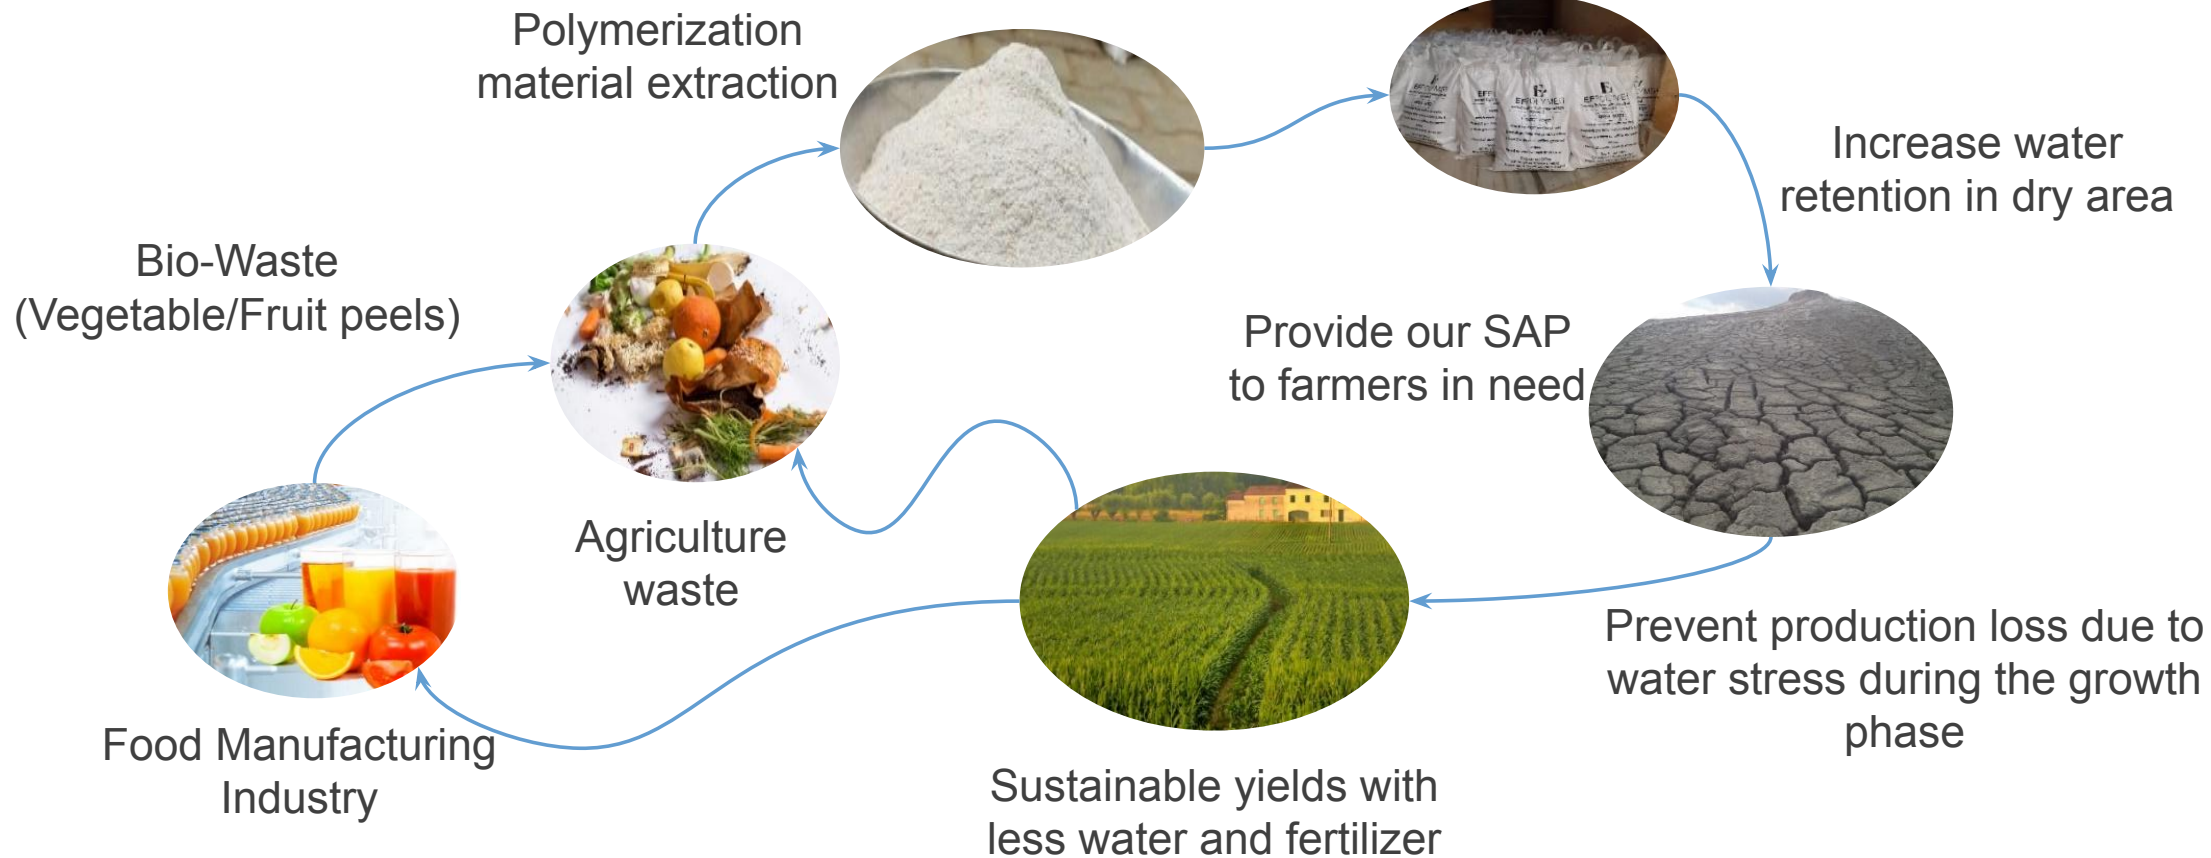 Polymerization
material extraction
Increase water
retention in dry area
Bio-Waste
(Vegetable/Fruit peels)
Provide our SAP
to farmers in need
Agriculture
waste
Prevent production loss due to
water stress during the growth
phase
Food Manufacturing
Industry
Sustainable yields with
less water and fertilizer